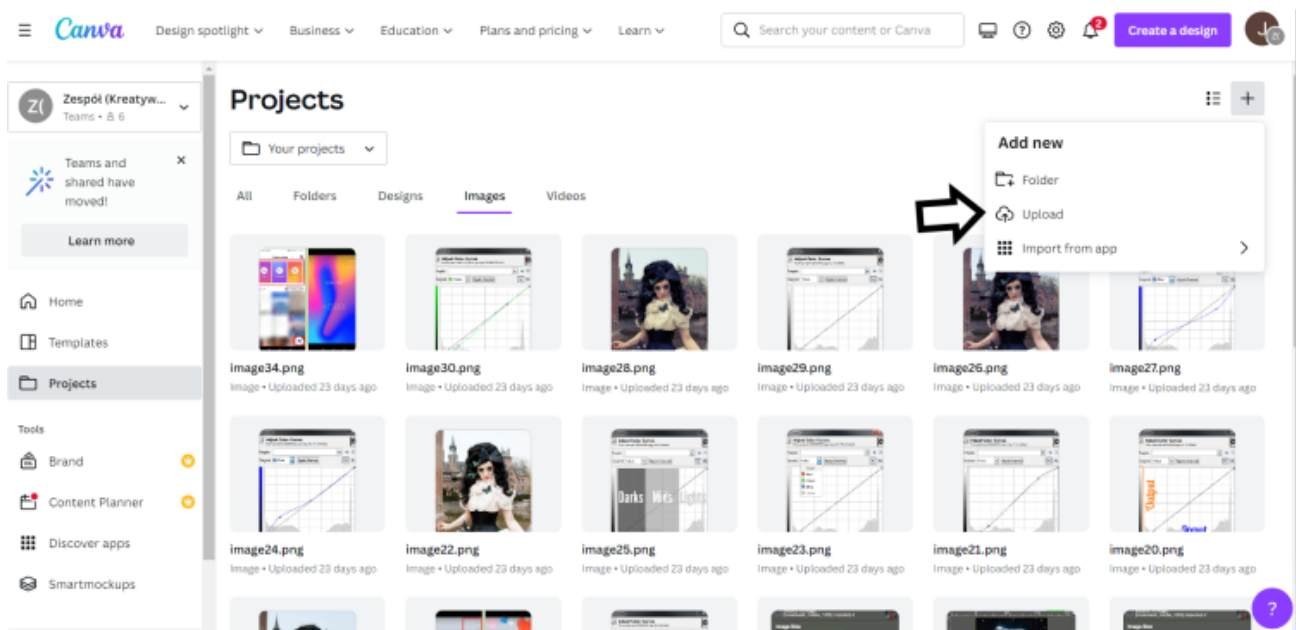 Canva
Design spotlight
Business
Education
Plans and pricing
Learn
Search your content or Canva
2
Create a design
J
Z(
Zespół (Kreatyw...
Teams • 6
Teams and
shared have
moved!
Learn more
Home
Templates
Projects
Tools
Brand
Content Planner
Discover apps
Smartmockups
Projects
Your projects
All
Folders
Designs
Images
Videos
Add new
Folder
Upload
Import from app
image34.png
Image • Uploaded 23 days ago
image30.png
Image • Uploaded 23 days ago
image28.png
Image • Uploaded 23 days ago
image29.png
Image • Uploaded 23 days ago
image26.png
Image • Uploaded 23 days ago
image27.png
Image • Uploaded 23 days ago
Darks Mids Lights
Output
Input
image24.png
Image • Uploaded 23 days ago
image22.png
Image • Uploaded 23 days ago
image25.png
Image • Uploaded 23 days ago
image23.png
Image • Uploaded 23 days ago
image21.png
Image • Uploaded 23 days ago
image20.png
Image • Uploaded 23 days ago
?